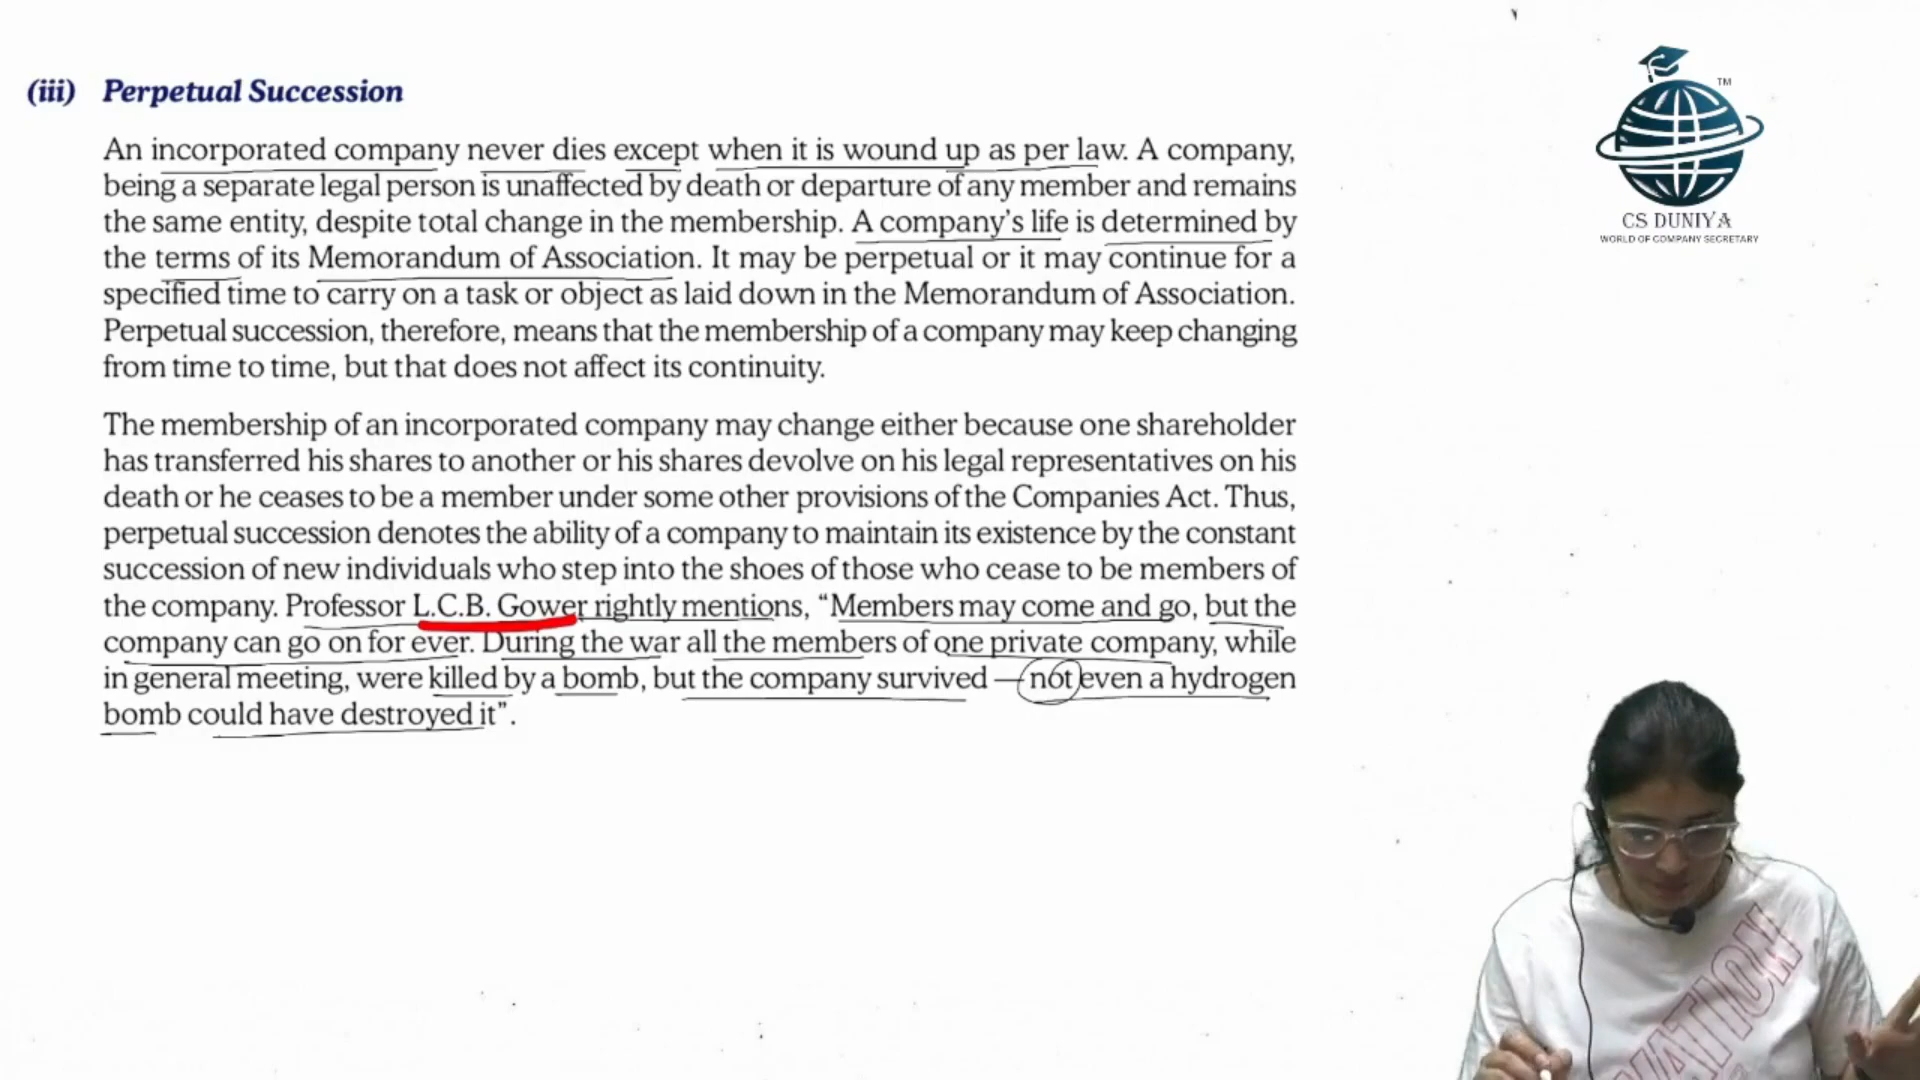 (iii) Perpetual Succession
An incorporated company never dies except when it is wound up as per law. A company,
being a separate legal person is unaffected by death or departure of any member and remains
the same entity, despite total change in the membership. A company's life is determined by
the terms of its Memorandum of Association. It may be perpetual or it may continue for a
specified time to carry on a task or object as laid down in the Memorandum of Association.
Perpetual succession, therefore, means that the membership of a company may keep changing
from time to time, but that does not affect its continuity.
The membership of an incorporated company may change either because one shareholder
has transferred his shares to another or his shares devolve on his legal representatives on his
death or he ceases to be a member under some other provisions of the Companies Act. Thus,
perpetual succession denotes the ability of a company to maintain its existence by the constant
succession of new individuals who step into the shoes of those who cease to be members of
the company. Professor L.C.B. Gower rightly mentions, “Members may come and go, but the
company can go on for ever. During the war all the members of one private company, while
in general meeting, were killed by a bomb, but the company survived — not even a hydrogen
bomb could have destroyed it”.
TM
CS DUNIYA
WORLD OF COMPANY SECRETARY